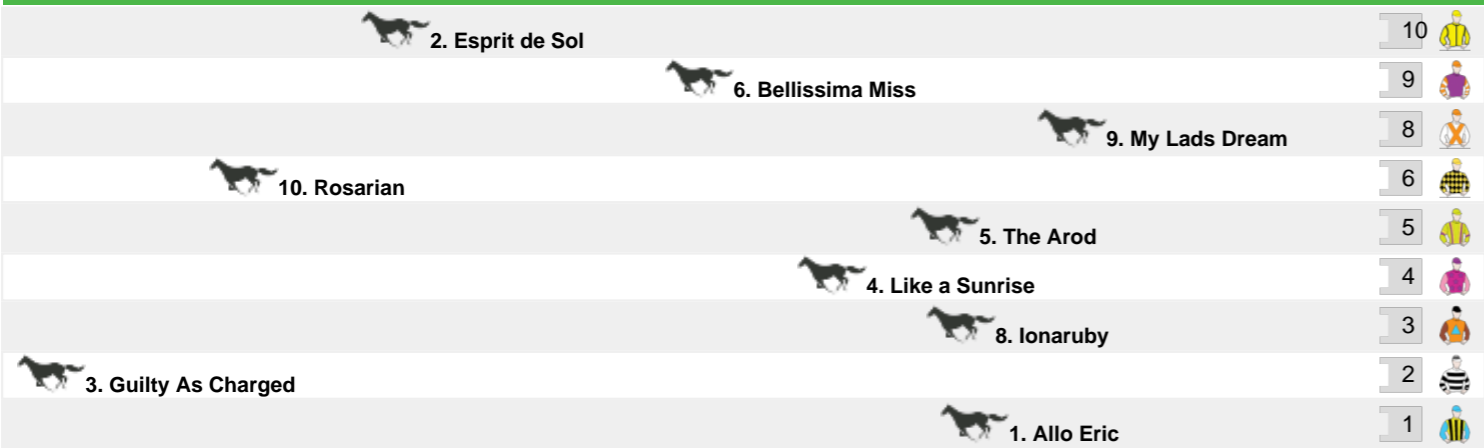 2. Esprit de Sol 10
6. Bellissima Miss 9
9. My Lads Dream 8
10. Rosarian 6
5. The Arod 5
4. Like a Sunrise 4
8. Ionaruby 3
3. Guilty As Charged 2
1. Allo Eric 1